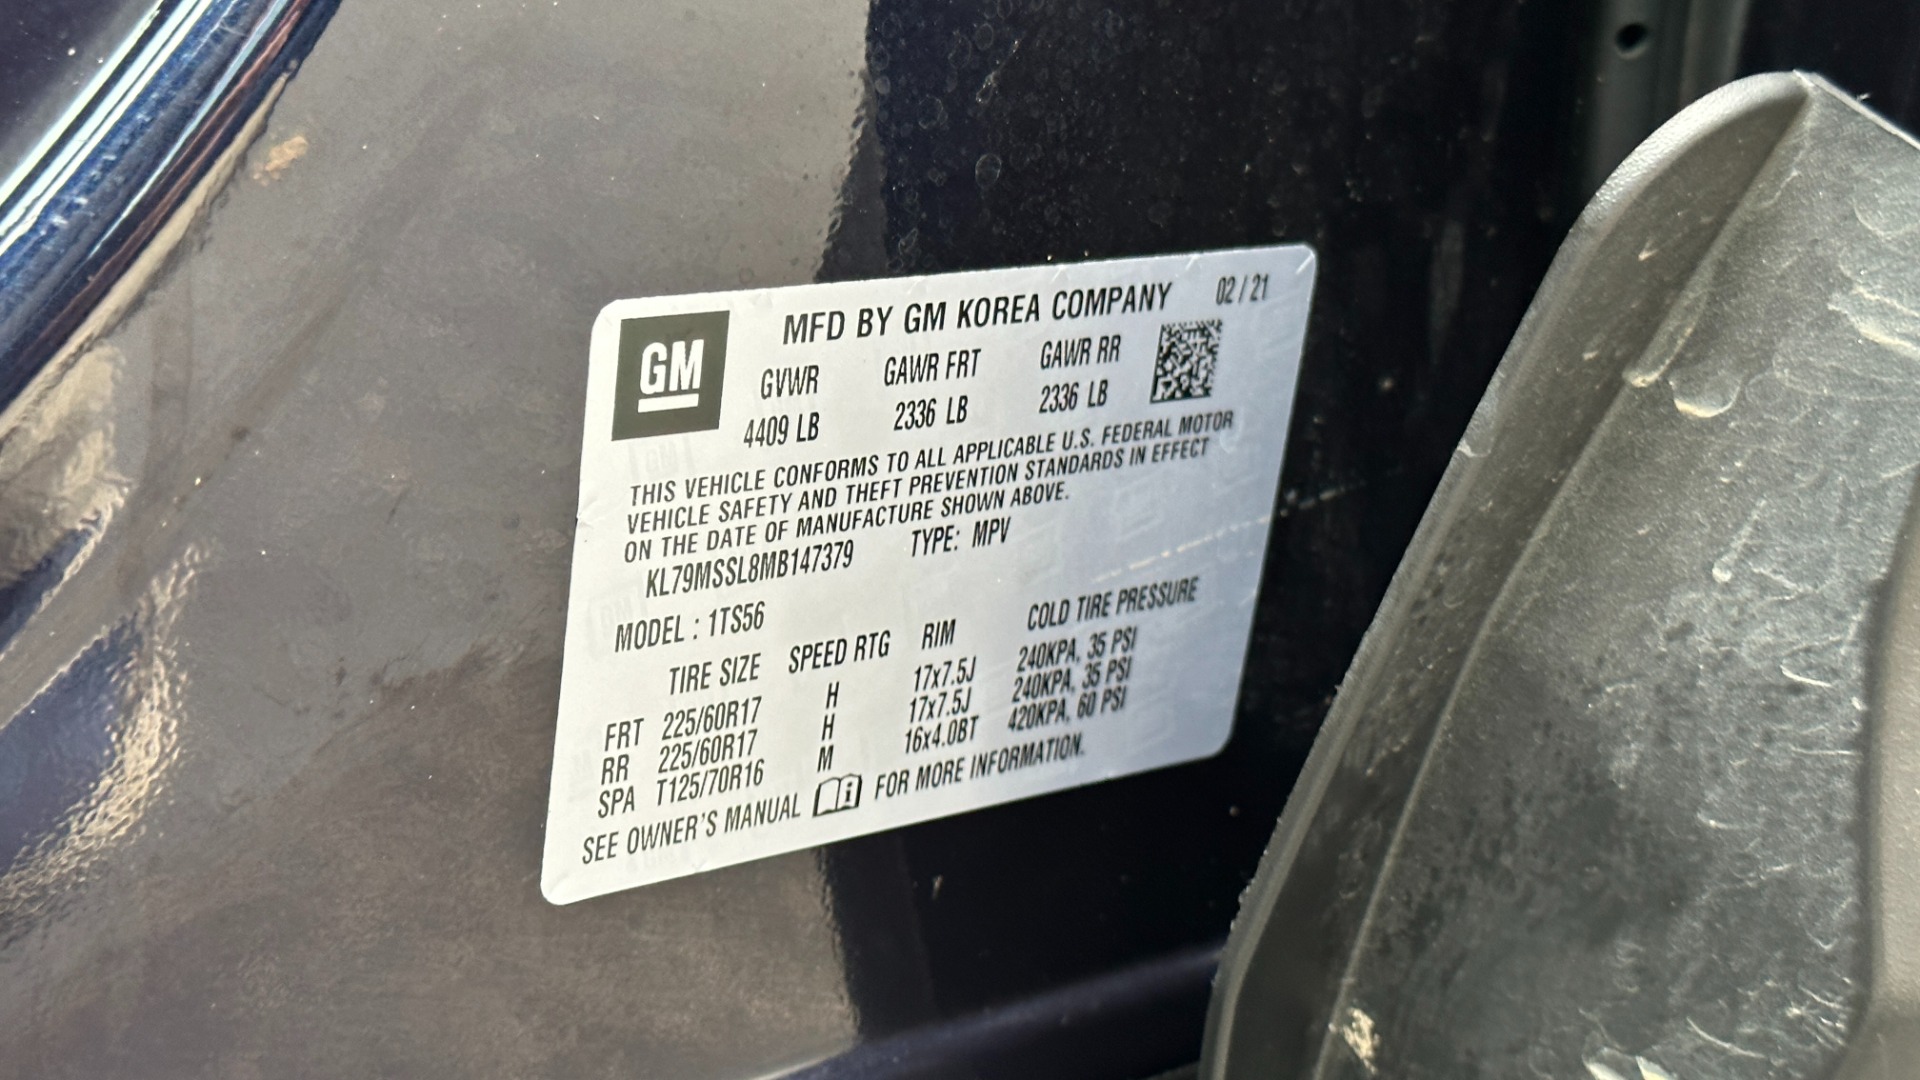 MFD BY GM KOREA COMPANY 02/21
GM
GVWR GAWR FRT GAWR RR
4409 LB 2336 LB 2336 LB
THIS VEHICLE CONFORMS TO ALL APPLICABLE U.S. FEDERAL MOTOR
VEHICLE SAFETY AND THEFT PREVENTION STANDARDS IN EFFECT
ON THE DATE OF MANUFACTURE SHOWN ABOVE.
KL79MSSL8MB147379 TYPE: MPV
MODEL : 1TS56
TIRE SIZE SPEED RTG RIM COLD TIRE PRESSURE
FRT 225/60R17 H 17x7.5J 240KPA, 35 PSI
RR 225/60R17 H 17x7.5J 240KPA, 35 PSI
SPA T125/70R16 M 16x4.0BT 420KPA, 60 PSI
SEE OWNER'S MANUAL i FOR MORE INFORMATION.